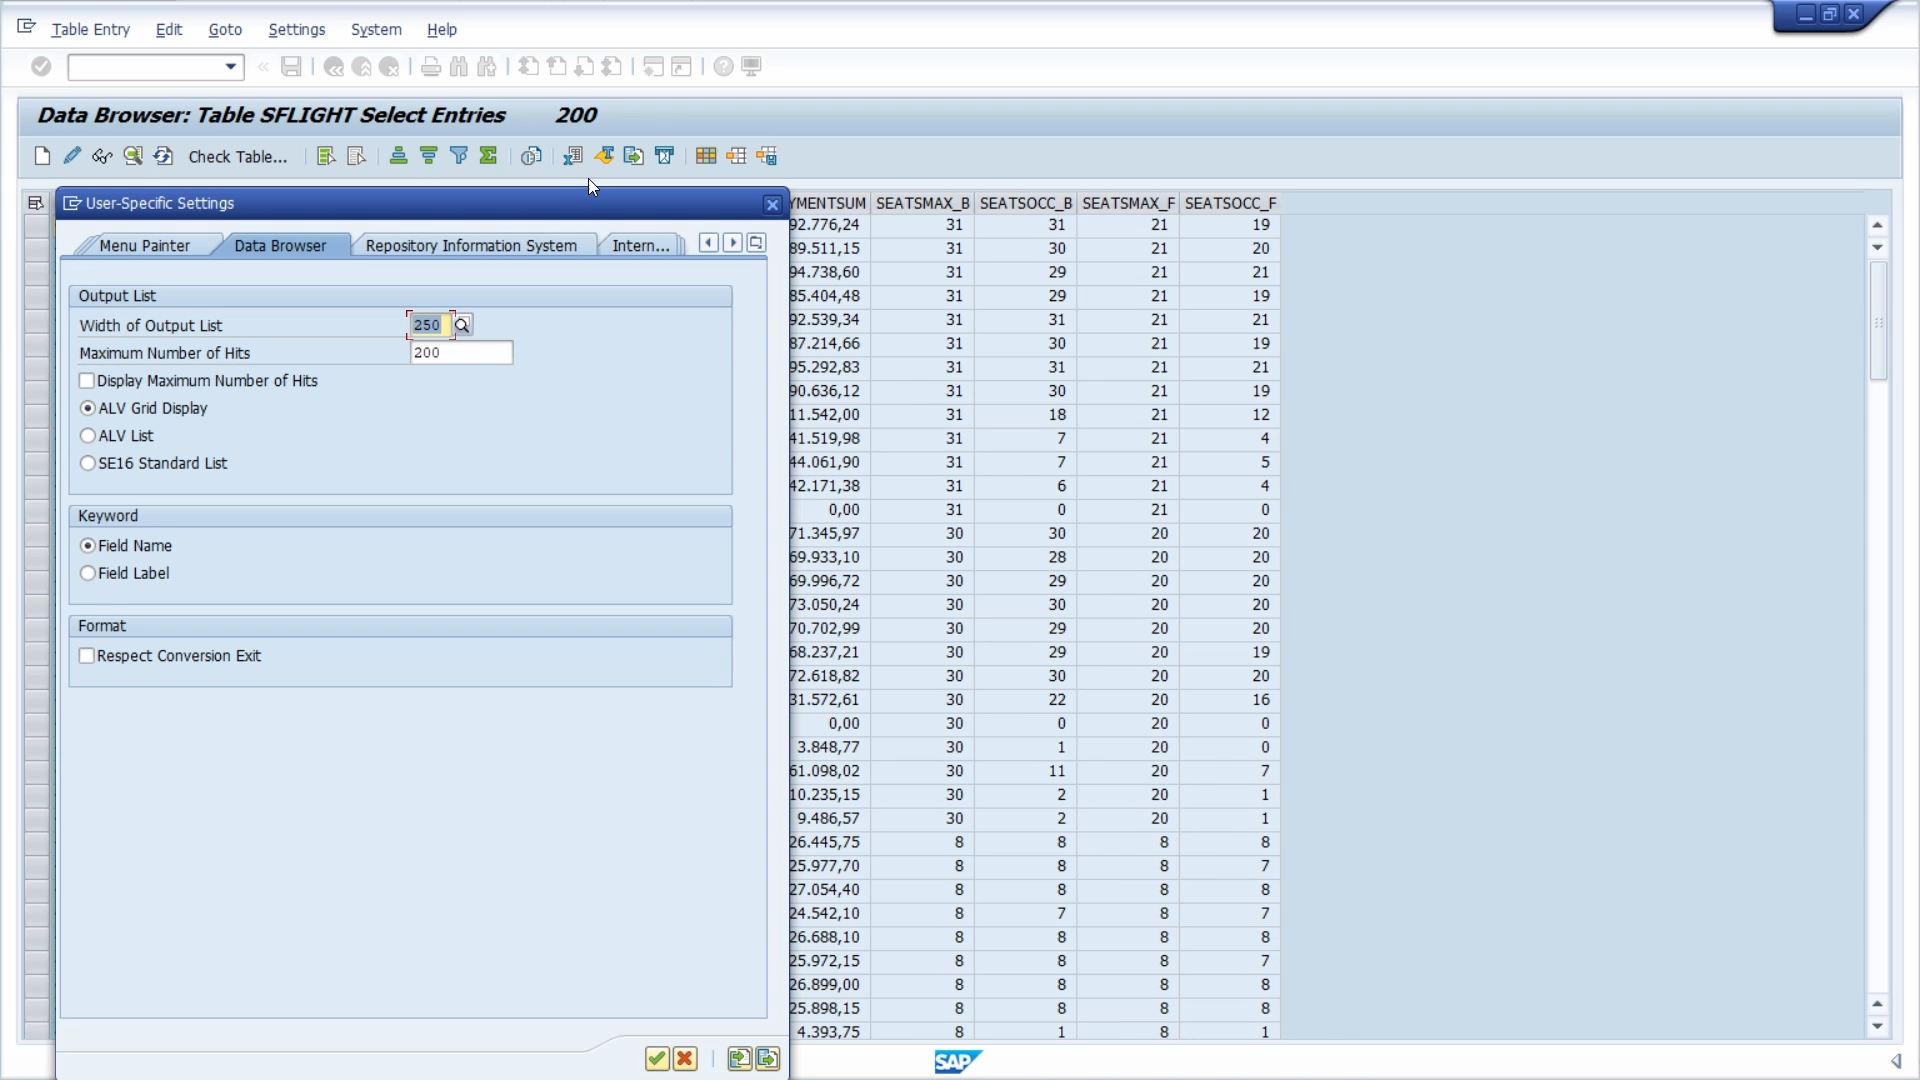 Table Entry Edit Goto Settings System Help
Data Browser: Table SFLIGHT Select Entries 200
Check Table...
User-Specific Settings
Menu Painter Data Browser Repository Information System Intern...
Output List
Width of Output List 250
Maximum Number of Hits 200
Display Maximum Number of Hits
ALV Grid Display
ALV List
SE16 Standard List
Keyword
Field Name
Field Label
Format
Respect Conversion Exit
YMENTSUM SEATSMAX_B SEATSOCC_B SEATSMAX_F SEATSOCC_F
92.776,24 31 31 21 19
89.511,15 31 30 21 20
94.738,60 31 29 21 21
85.404,48 31 29 21 19
92.539,34 31 31 21 21
87.214,66 31 30 21 19
95.292,83 31 31 21 21
90.636,12 31 30 21 19
11.542,00 31 18 21 12
41.519,98 31 7 21 4
44.061,90 31 7 21 5
42.171,38 31 6 21 4
0,00 31 0 21 0
71.345,97 30 30 20 20
69.933,10 30 28 20 20
69.996,72 30 29 20 20
73.050,24 30 30 20 20
70.702,99 30 29 20 20
68.237,21 30 29 20 19
72.618,82 30 30 20 20
31.572,61 30 22 20 16
0,00 30 0 20 0
3.848,77 30 1 20 0
61.098,02 30 11 20 7
10.235,15 30 2 20 1
9.486,57 30 2 20 1
26.445,75 8 8 8 8
25.977,70 8 8 8 7
27.054,40 8 8 8 8
24.542,10 8 7 8 7
26.688,10 8 8 8 8
25.972,15 8 8 8 7
26.899,00 8 8 8 8
25.898,15 8 8 8 8
4.393,75 8 1 8 1
SAP